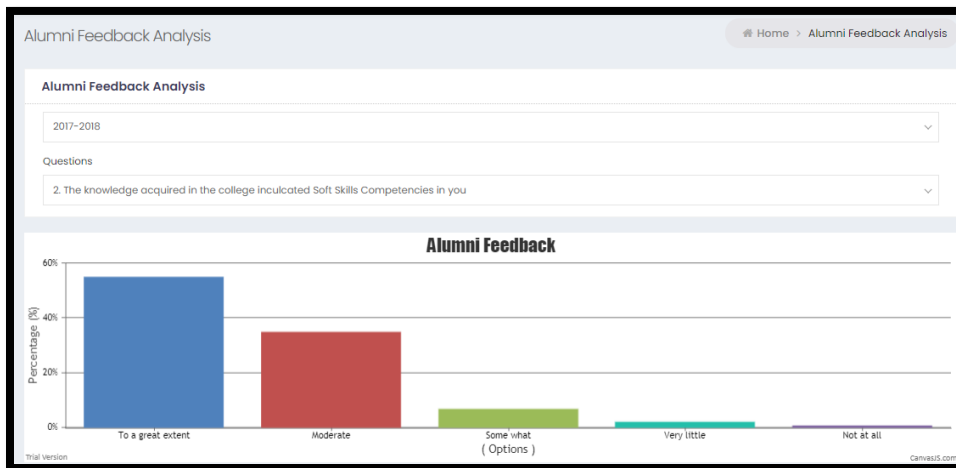 Alumni Feedback Analysis
Home > Alumni Feedback Analysis
Alumni Feedback Analysis
2017-2018
Questions
2. The knowledge acquired in the college inculcated Soft Skills Competencies in you
Alumni Feedback
60%
40%
20%
0%
Percentage (%)
To a great extent Moderate Some what Very little Not at all
( Options )
Trial Version CanvasJS.com